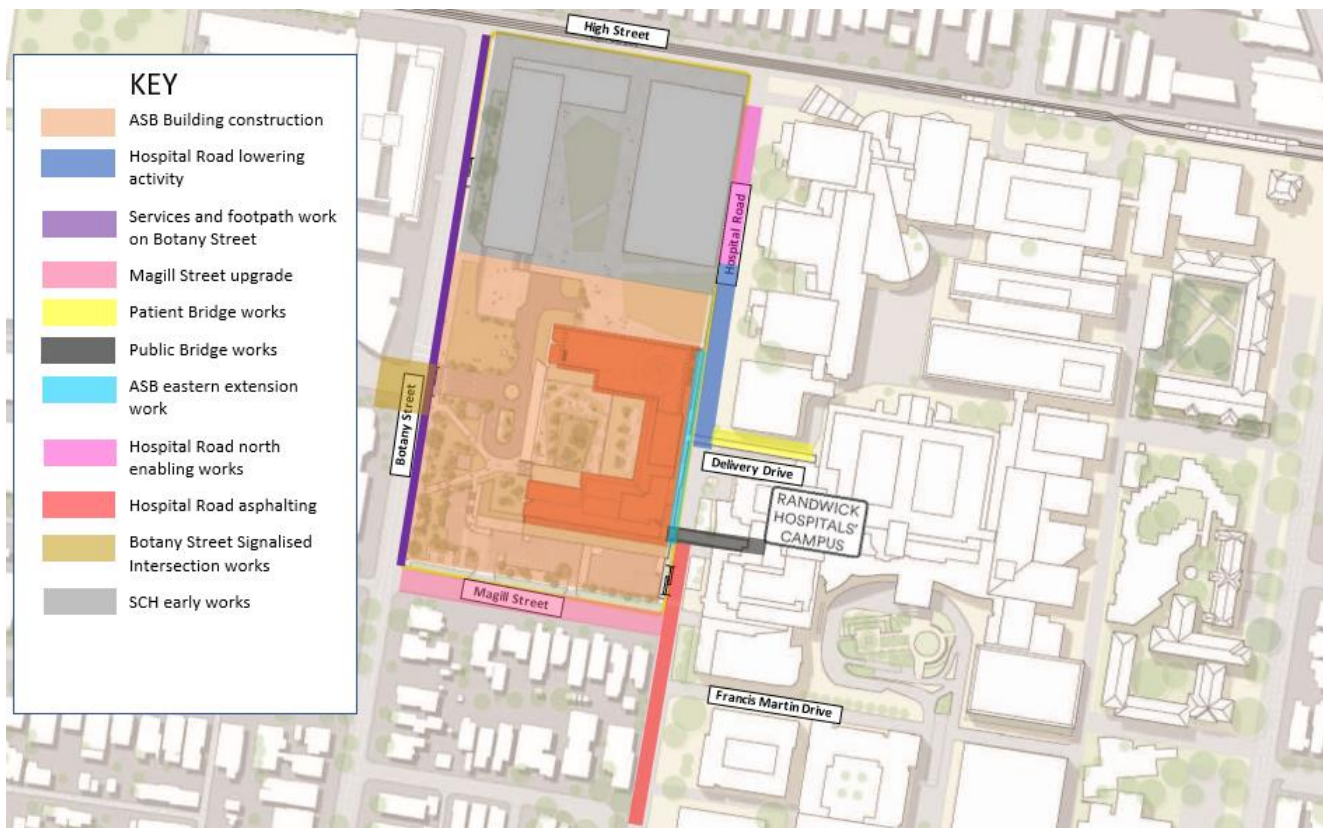 High Street
KEY
ASB Building construction
Hospital Road lowering
activity
Services and footpath work
on Botany Street
Magill Street upgrade
Patient Bridge works
Public Bridge works
ASB eastern extension
work
Hospital Road north
enabling works
Hospital Road asphalting
Botany Street Signalised
Intersection works
SCH early works
Hospital Road
Botany Street
Delivery Drive
RANDWICK
HOSPITALS'
CAMPUS
Magill Street
Francis Martin Drive